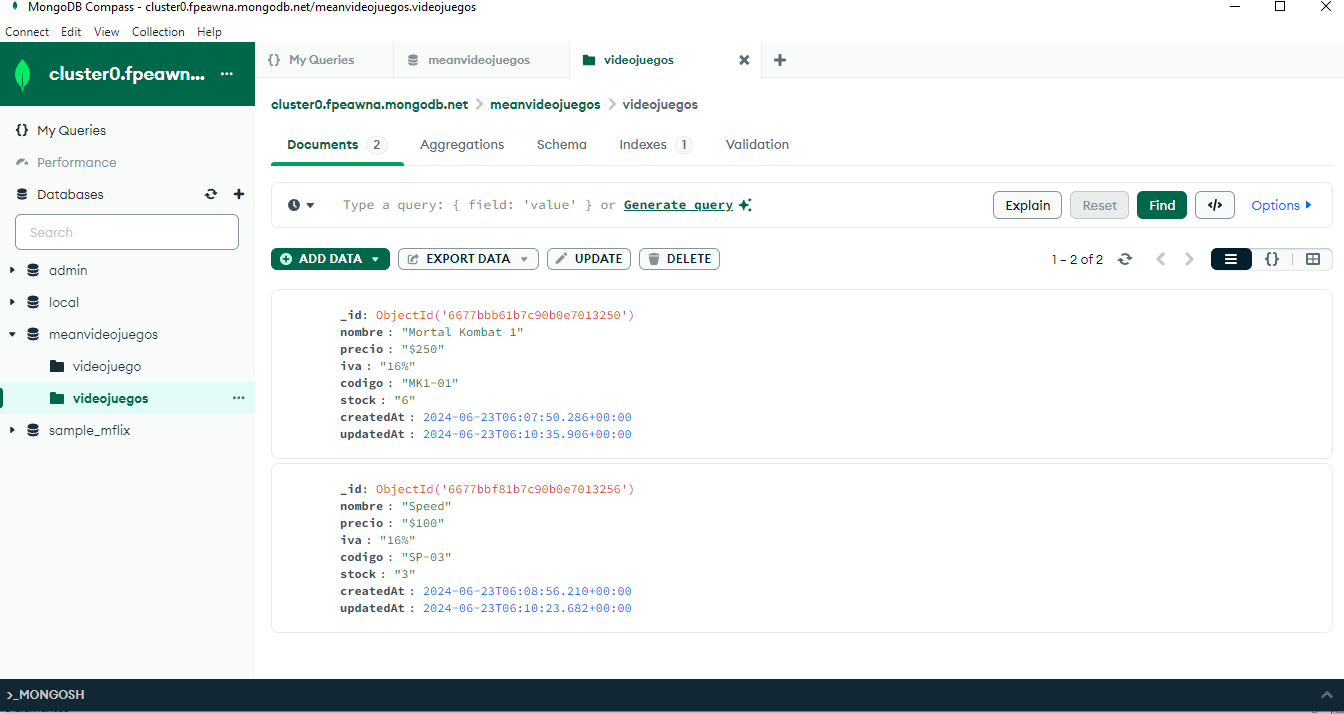 MongoDB Compass - cluster0.fpeawna.mongodb.net/meanvideojuegos.videojuegos
Connect Edit View Collection Help
cluster0.fpeawn... ...
{} My Queries
Performance
Databases
Search
admin
local
meanvideojuegos
videojuego
videojuegos ...
sample_mflix
{} My Queries meanvideojuegos videojuegos
cluster0.fpeawna.mongodb.net > meanvideojuegos > videojuegos
Documents 2 Aggregations Schema Indexes 1 Validation
Type a query: { field: 'value' } or Generate query Explain Reset Find </> Options
ADD DATA EXPORT DATA UPDATE DELETE 1 – 2 of 2 {}
_id: ObjectId('6677bbb61b7c90b0e7013250')
nombre : "Mortal Kombat 1"
precio : "$250"
iva : "16%"
codigo : "MK1-01"
stock : "6"
createdAt : 2024-06-23T06:07:50.286+00:00
updatedAt : 2024-06-23T06:10:35.906+00:00
_id: ObjectId('6677bbf81b7c90b0e7013256')
nombre : "Speed"
precio : "$100"
iva : "16%"
codigo : "SP-03"
stock : "3"
createdAt : 2024-06-23T06:08:56.210+00:00
updatedAt : 2024-06-23T06:10:23.682+00:00
>_MONGOSH